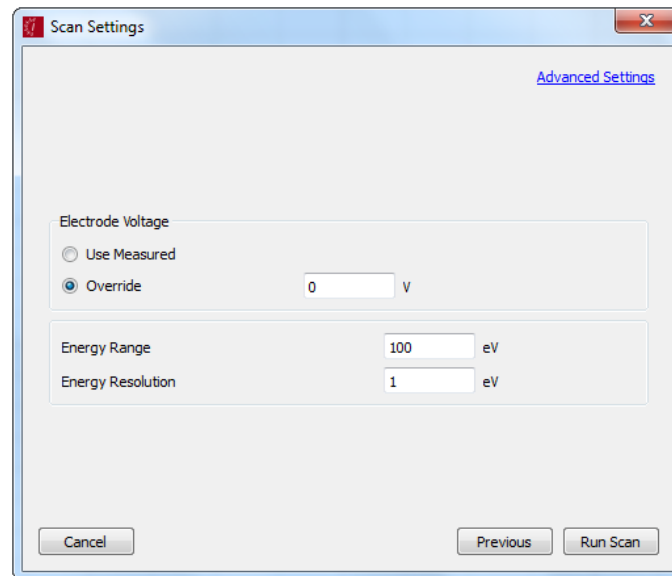 Scan Settings
Advanced Settings
Electrode Voltage
Use Measured
Override 0 V
Energy Range 100 eV
Energy Resolution 1 eV
Cancel Previous Run Scan